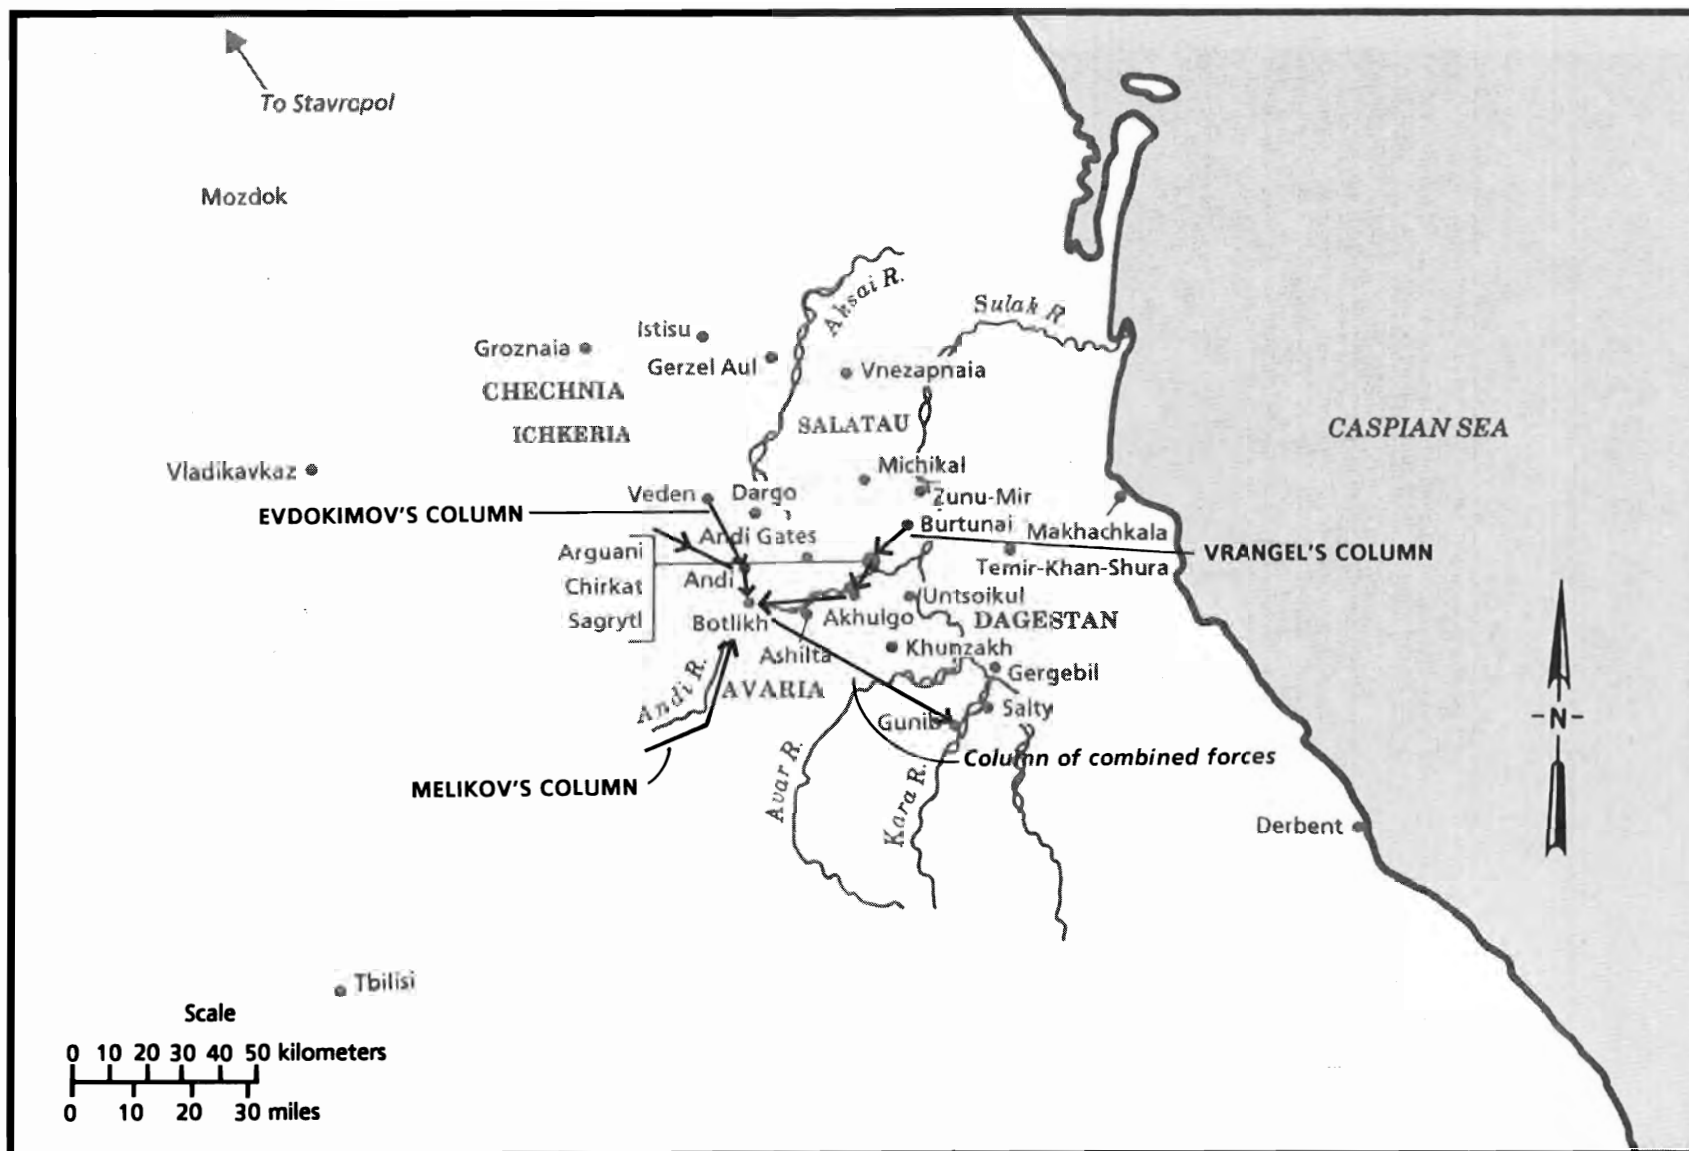 To Stavropol
Mozdok
Aksai R.
Sulak R
Istisu
Groznaia
Gerzel Aul
Vnezapnaia
CHECHNIA
SALATAU
CASPIAN SEA
ICHKERIA
Vladikavkaz
Michikal
Veden
Dargo
Zunu-Mir
EVDOKIMOV'S COLUMN
Burtunai
Makhachkala
Andi Gates
Arguani
VRANGEL'S COLUMN
Temir-Khan-Shura
Andi
Chirkat
Untsoikul
Sagrytl
Botlikh
Akhulgo
DAGESTAN
Ashilta
Khunzakh
Gergebil
Andi R.
AVARIA
Salty
Gunib
-N-
Column of combined forces
Avar R.
Kara R.
MELIKOV'S COLUMN
Derbent
Tbilisi
Scale
0 10 20 30 40 50 kilometers
0 10 20 30 miles